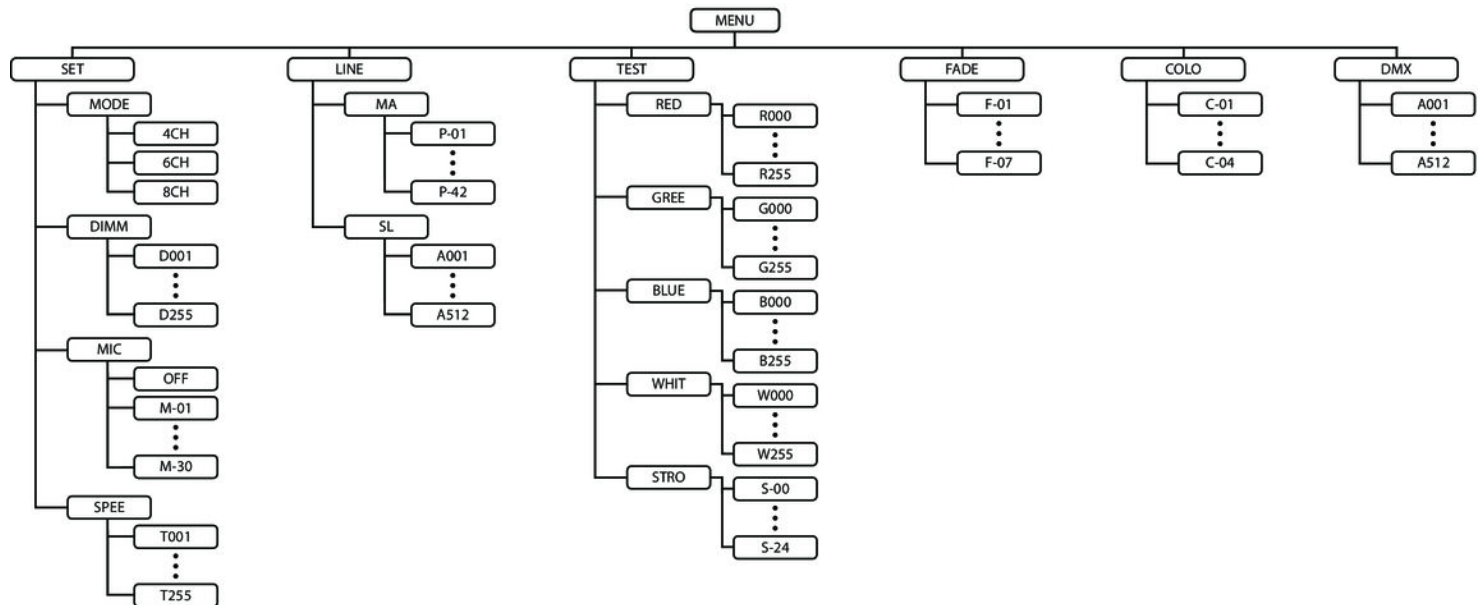 MENU
SET
MODE
4CH
6CH
8CH
DIMM
D001
D255
MIC
OFF
M-01
M-30
SPEE
T001
T255
LINE
MA
P-01
P-42
SL
A001
A512
TEST
RED
R000
R255
GREE
G000
G255
BLUE
B000
B255
WHIT
W000
W255
STRO
S-00
S-24
FADE
F-01
F-07
COLO
C-01
C-04
DMX
A001
A512